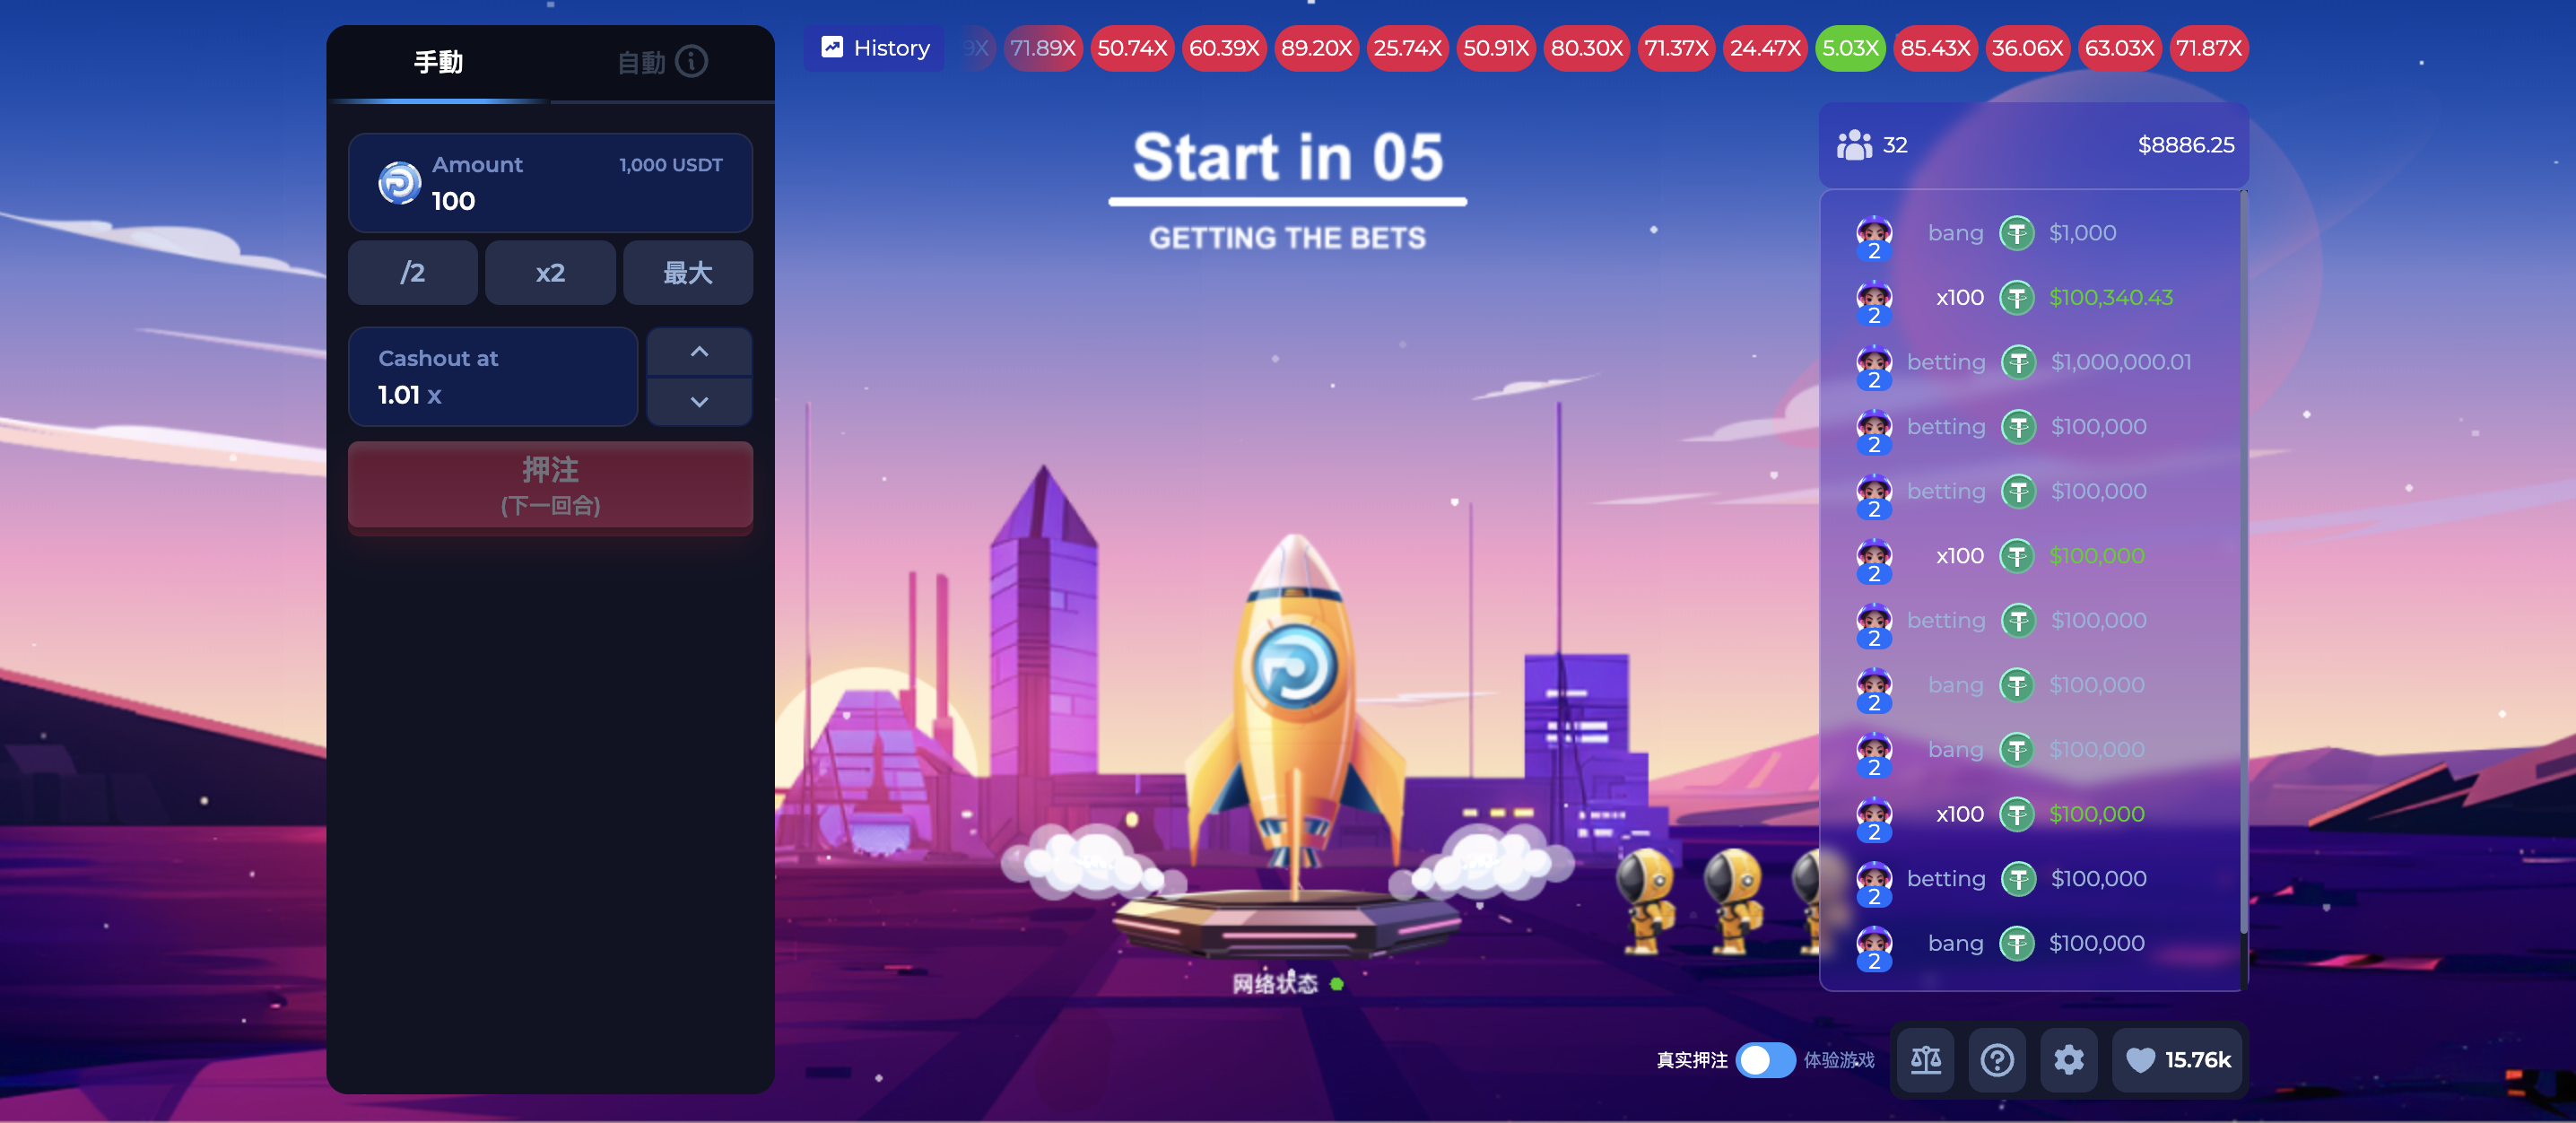 手動
自動
Amount
1,000 USDT
100
/2
x2
最大
Cashout at
1.01 x
押注
(下一回合)
History
9X 71.89X 50.74X 60.39X 89.20X 25.74X 50.91X 80.30X 71.37X 24.47X 5.03X 85.43X 36.06X 63.03X 71.87X
Start in 05
GETTING THE BETS
网络状态
32 $8886.25
2 bang $1,000
2 x100 $100,340.43
2 betting $1,000,000.01
2 betting $100,000
2 betting $100,000
2 x100 $100,000
2 betting $100,000
2 bang $100,000
2 bang $100,000
2 x100 $100,000
2 betting $100,000
2 bang $100,000
真实押注 体验游戏
15.76k